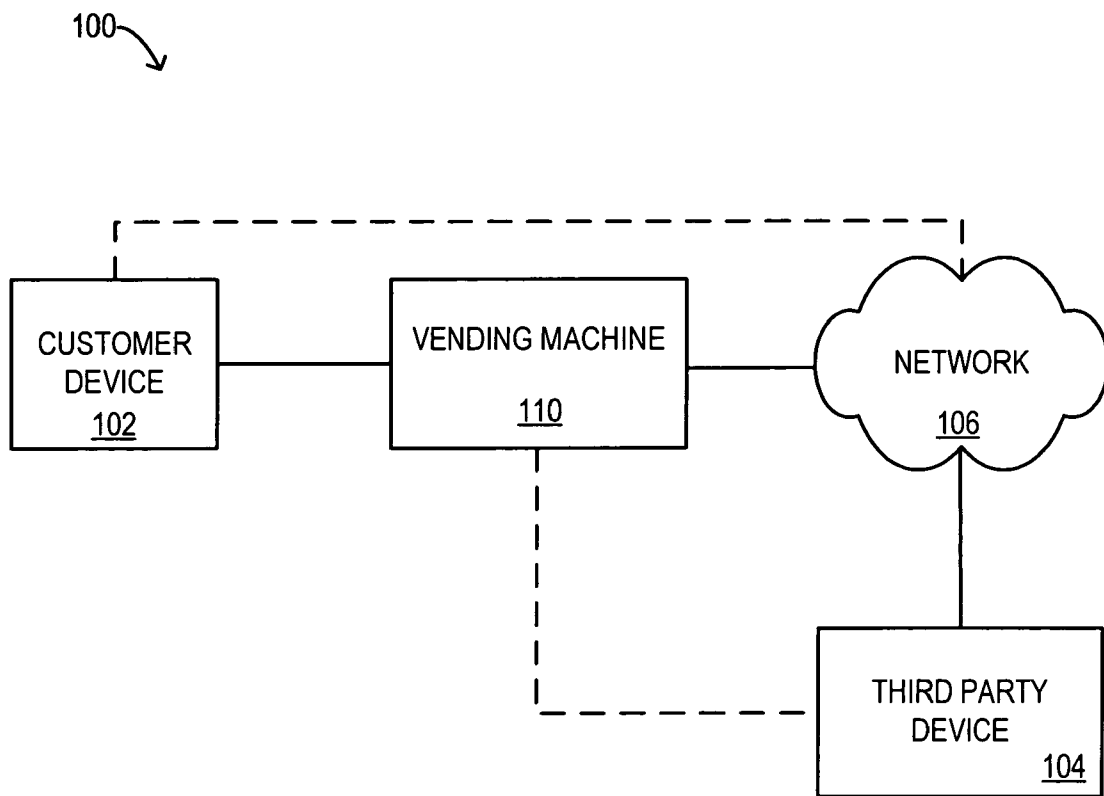 100
CUSTOMER
DEVICE
102
VENDING MACHINE
110
NETWORK
106
THIRD PARTY
DEVICE
104